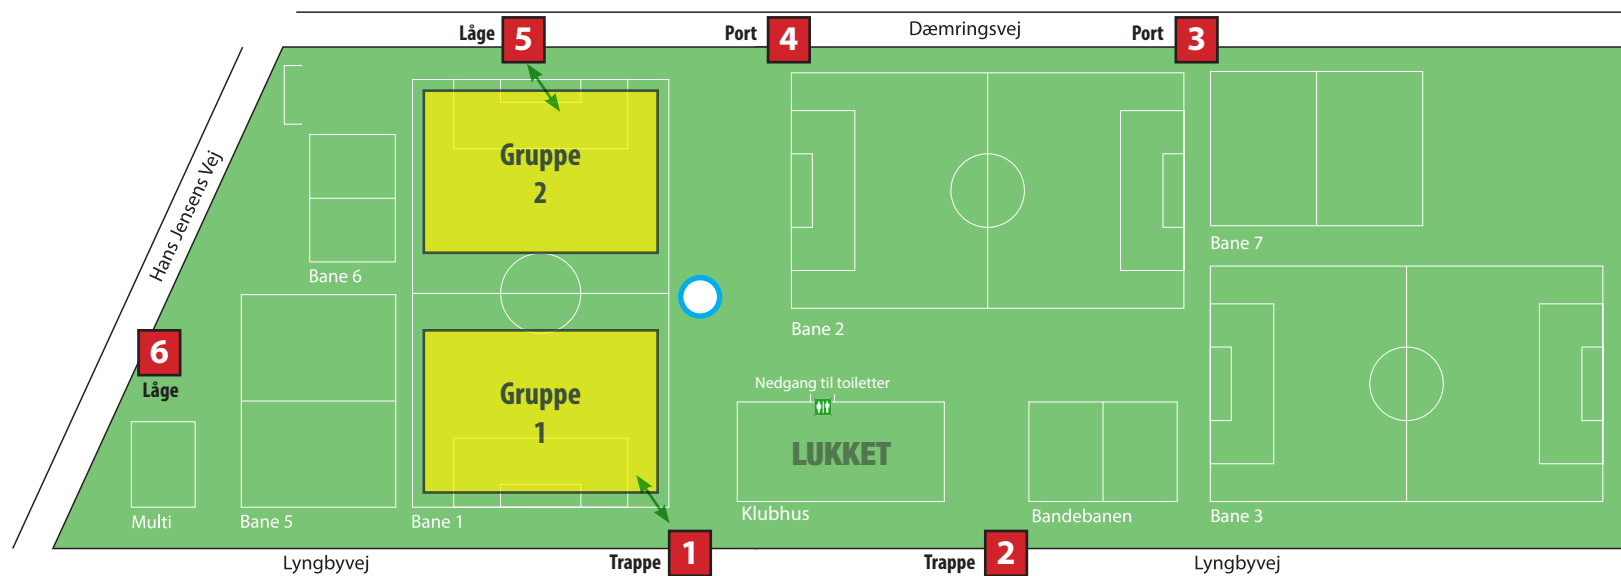 Låge 5
Port 4
Dæmringsvej
Port 3
Hans Jensens Vej
Gruppe
2
Bane 6
Bane 7
Bane 2
6
Låge
Gruppe
1
Nedgang til toiletter
LUKKET
Multi
Bane 5
Bane 1
Klubhus
Bandebanen
Bane 3
Lyngbyvej
Trappe 1
Trappe 2
Lyngbyvej